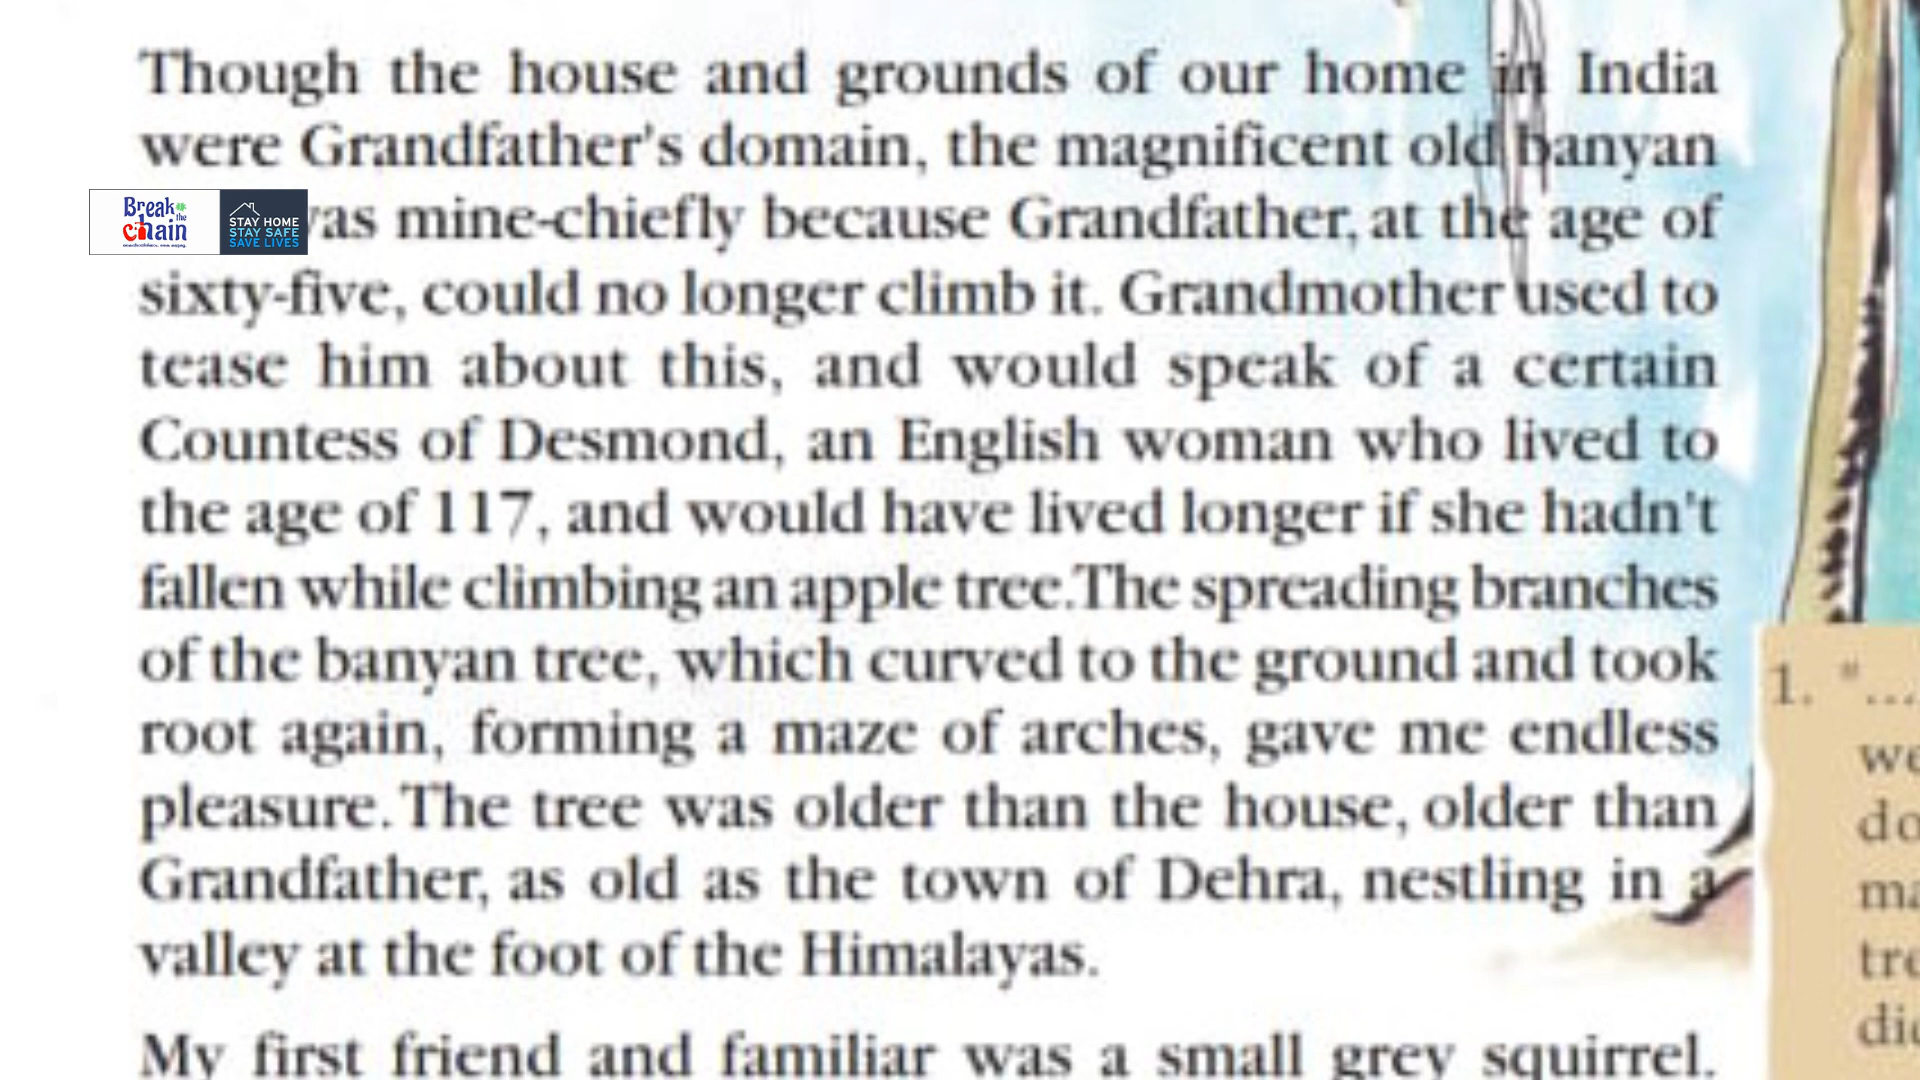 Though the house and grounds of our home in India
were Grandfather's domain, the magnificent old banyan
was mine-chiefly because Grandfather, at the age of
sixty-five, could no longer climb it. Grandmother used to
tease him about this, and would speak of a certain
Countess of Desmond, an English woman who lived to
the age of 117, and would have lived longer if she hadn't
fallen while climbing an apple tree.The spreading branches
of the banyan tree, which curved to the ground and took
root again, forming a maze of arches, gave me endless
pleasure.The tree was older than the house, older than
Grandfather, as old as the town of Dehra, nestling in a
valley at the foot of the Himalayas.
My first friend and familiar was a small grey squirrel.
Break
the
chain
STAY HOME
STAY SAFE
SAVE LIVES
1. "...
we
do
ma
tre
did